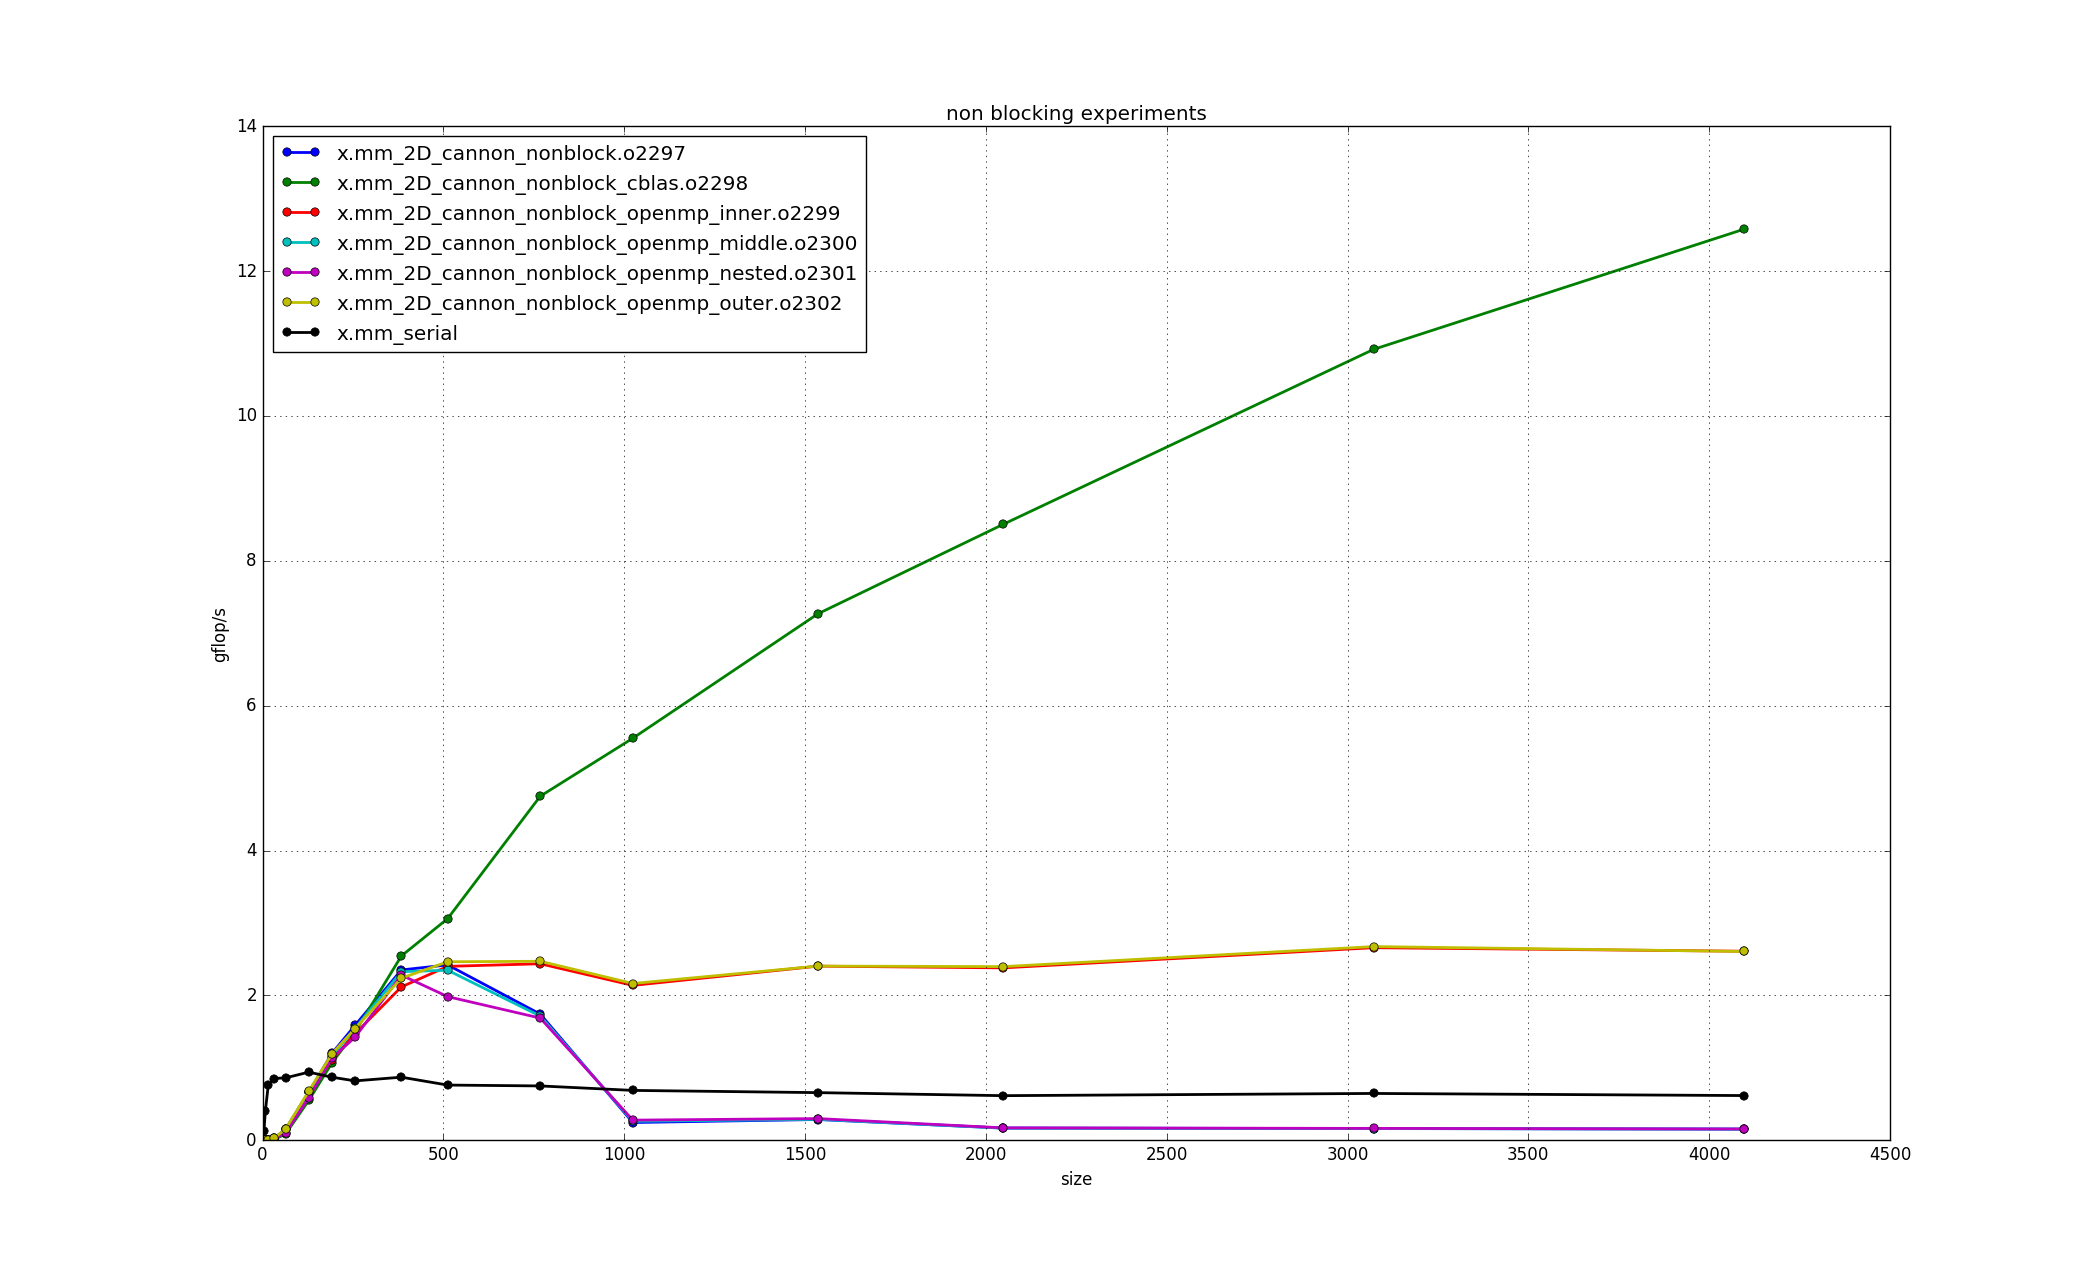 non blocking experiments
14
12
10
8
6
4
2
0
gflop/s
x.mm_2D_cannon_nonblock.o2297
x.mm_2D_cannon_nonblock_cblas.o2298
x.mm_2D_cannon_nonblock_openmp_inner.o2299
x.mm_2D_cannon_nonblock_openmp_middle.o2300
x.mm_2D_cannon_nonblock_openmp_nested.o2301
x.mm_2D_cannon_nonblock_openmp_outer.o2302
x.mm_serial
0 500 1000 1500 2000 2500 3000 3500 4000 4500
size